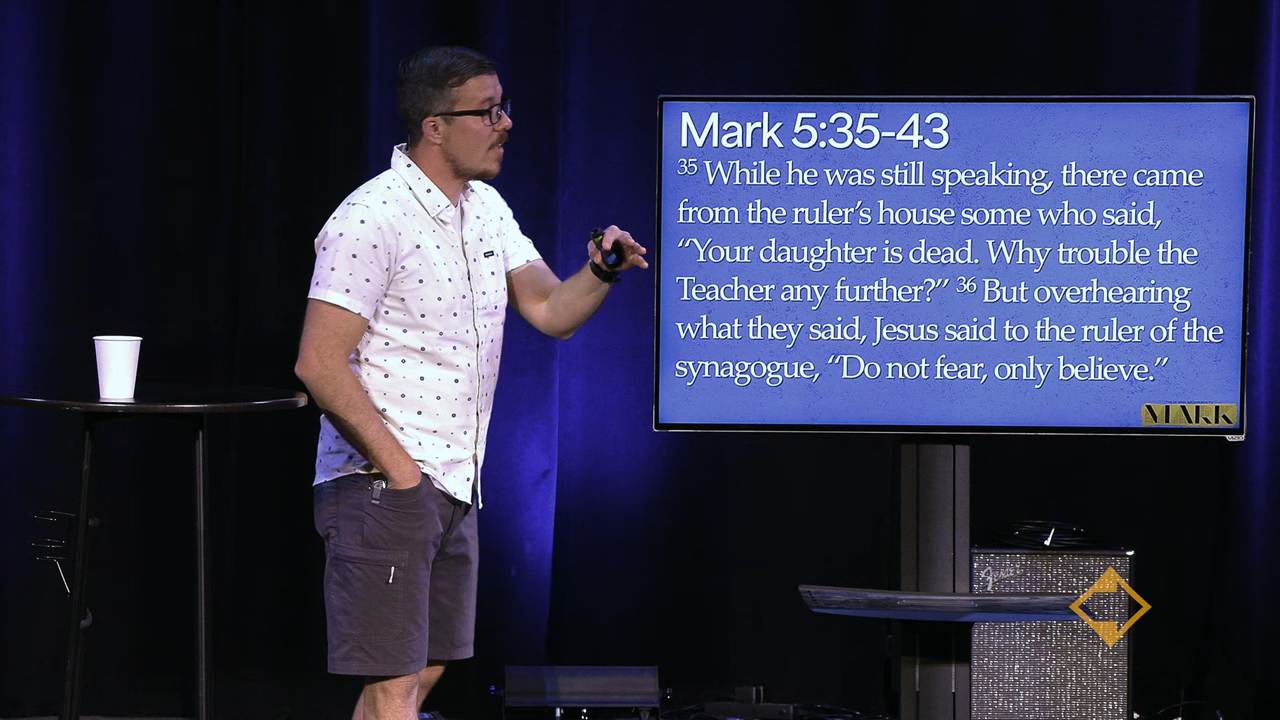 Mark 5:35-43
35 While he was still speaking, there came
from the ruler’s house some who said,
“Your daughter is dead. Why trouble the
Teacher any further?” 36 But overhearing
what they said, Jesus said to the ruler of the
synagogue, “Do not fear, only believe.”
MARK
VIZIO
Fender